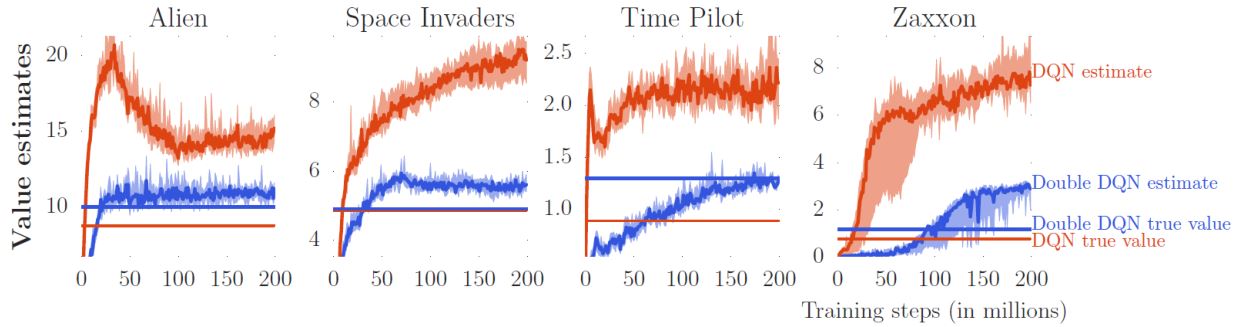 Alien
Space Invaders
Time Pilot
Zaxxon
Value estimates
20
15
10
0 50 100 150 200
8
6
4
0 50 100 150 200
2.5
2.0
1.5
1.0
0 50 100 150 200
8
6
4
2
0
0 50 100 150 200
DQN estimate
Double DQN estimate
Double DQN true value
DQN true value
Training steps (in millions)